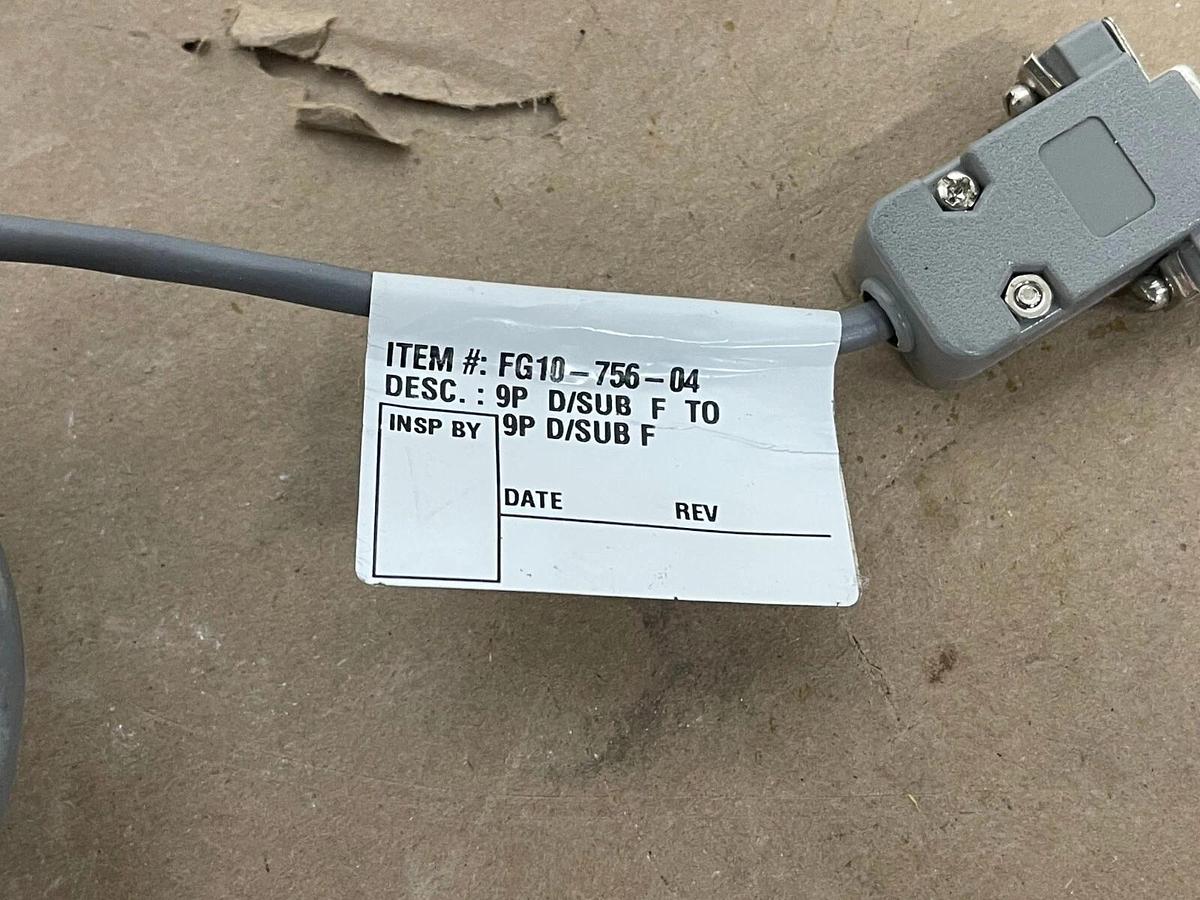 ITEM #: FG10-756-04
DESC. : 9P D/SUB F TO
9P D/SUB F
INSP BY
DATE REV